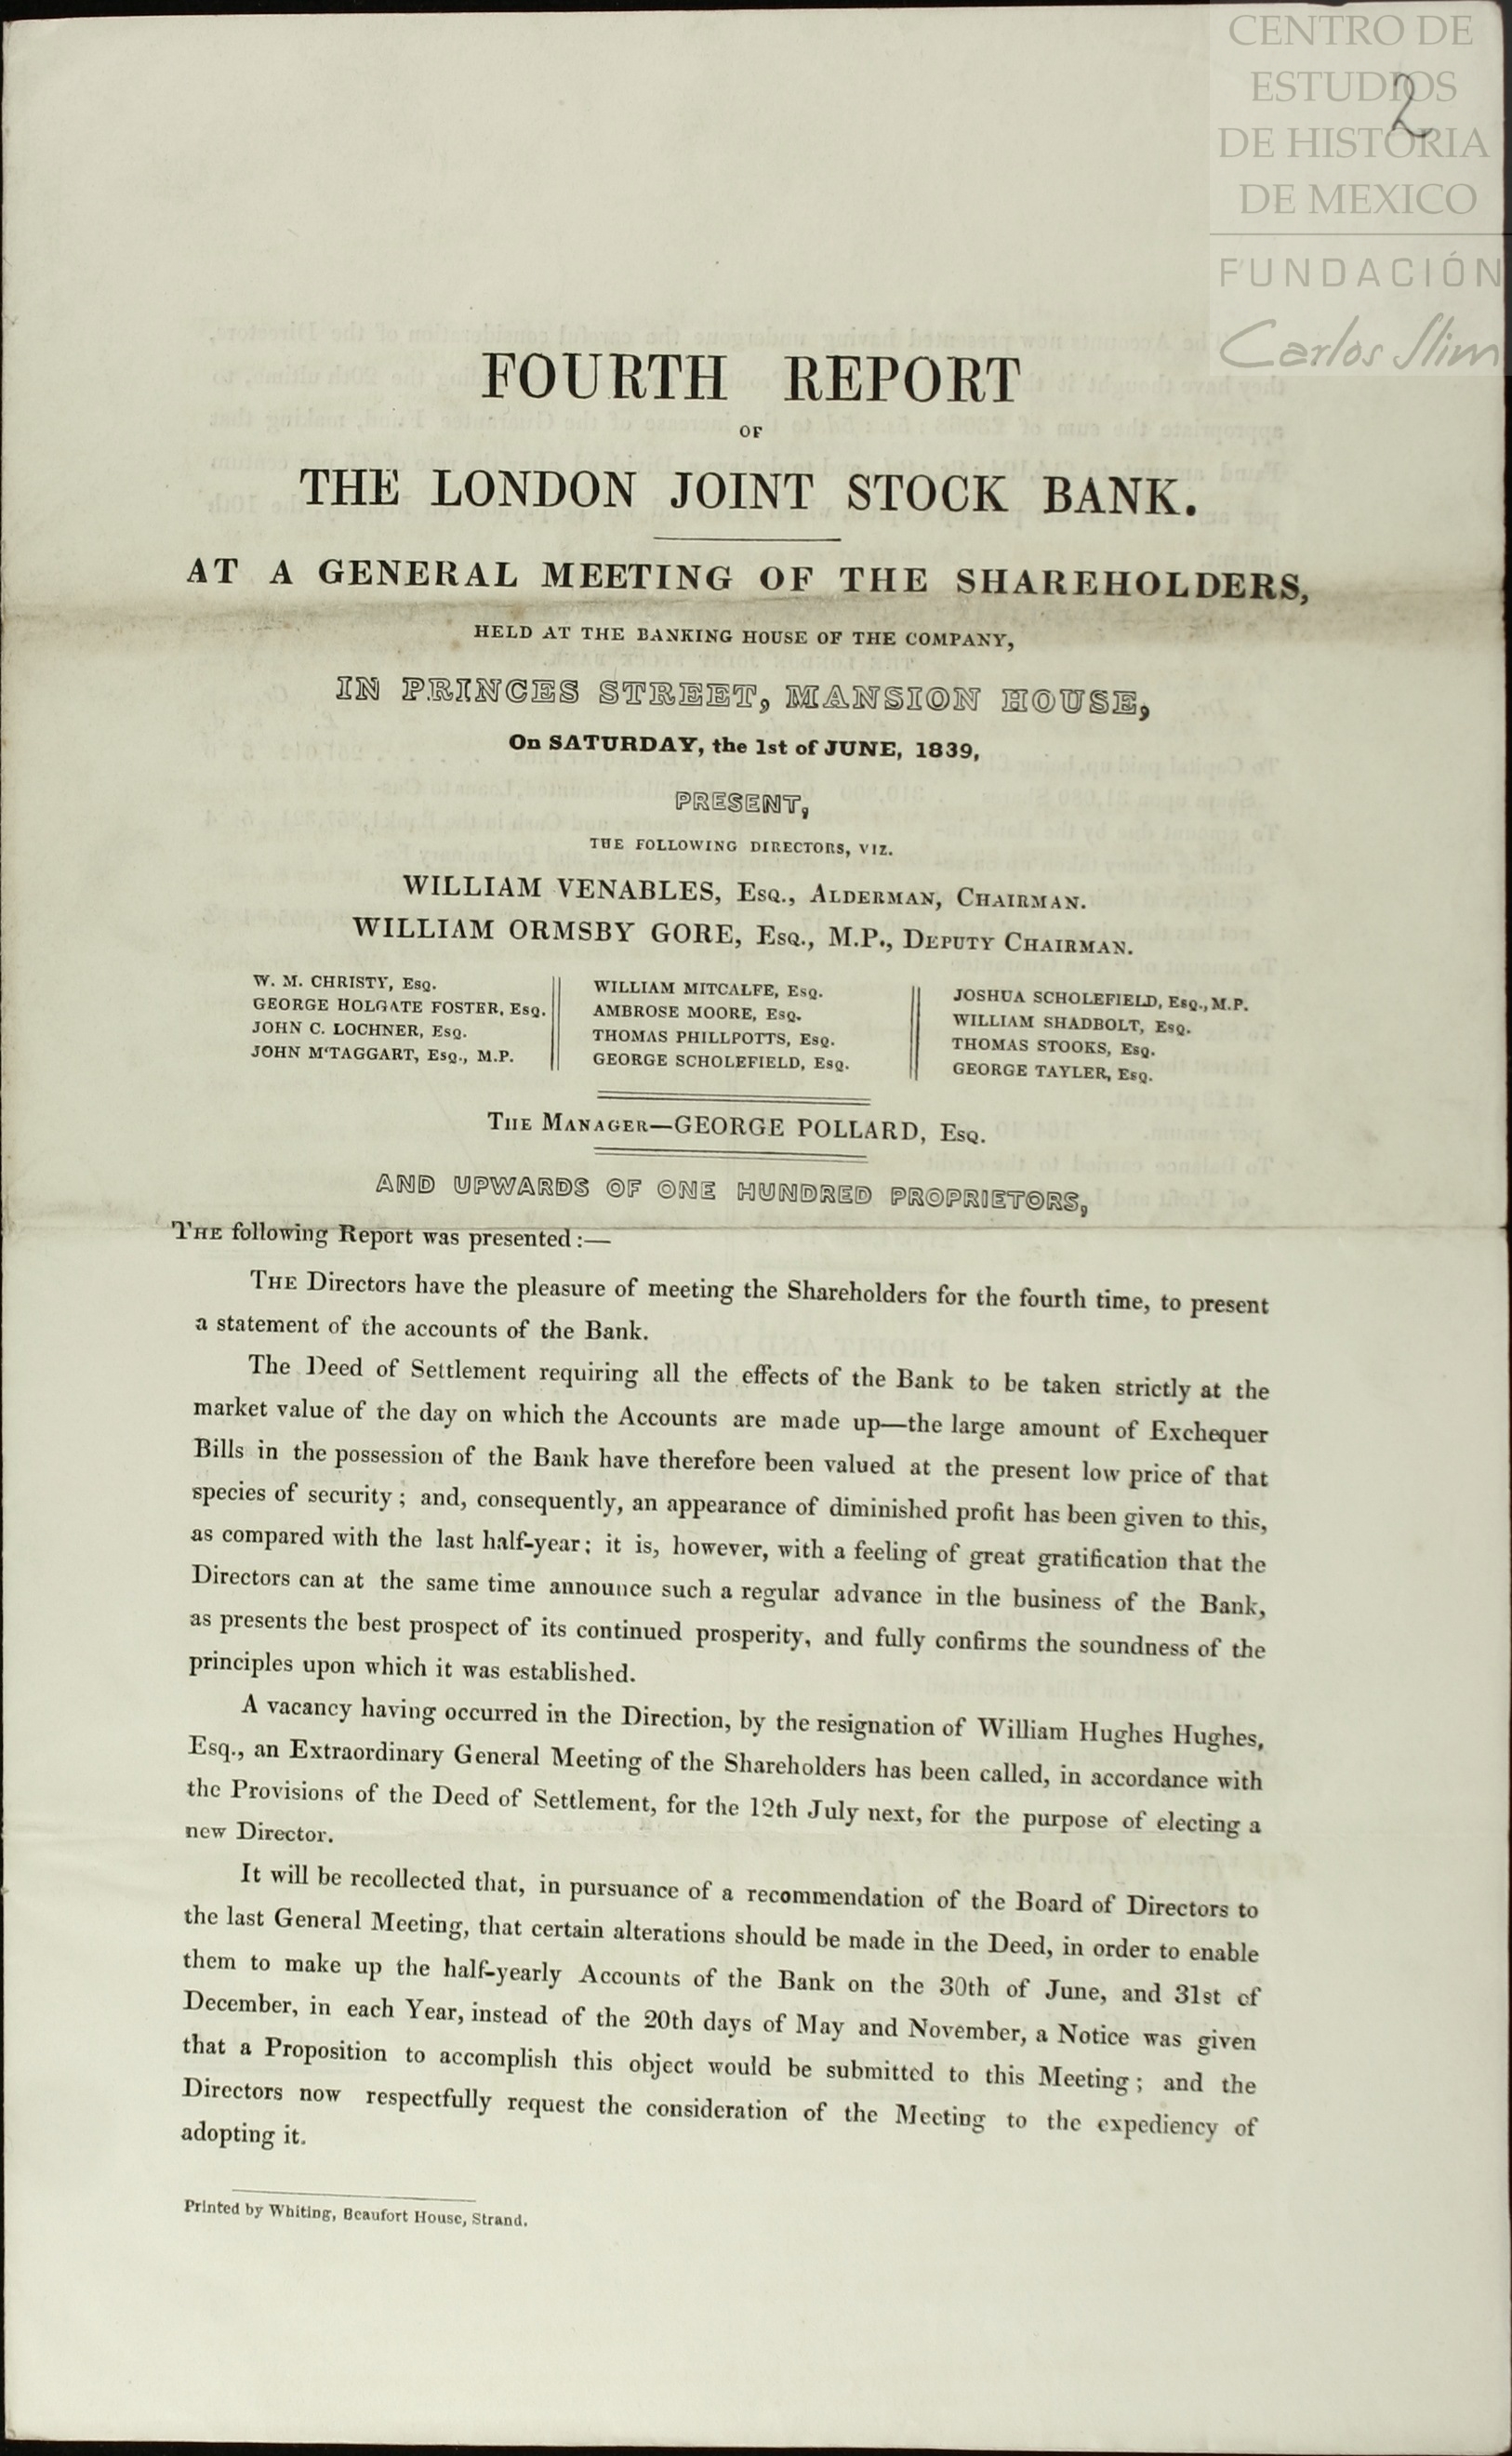 CENTRO DE
ESTUDIOS
DE HISTORIA
DE MEXICO
FUNDACIÓN
Carlos Slim
2
FOURTH REPORT
OF
THE LONDON JOINT STOCK BANK.
AT A GENERAL MEETING OF THE SHAREHOLDERS,
HELD AT THE BANKING HOUSE OF THE COMPANY,
IN PRINCES STREET, MANSION HOUSE,
On SATURDAY, the 1st of JUNE, 1839,
PRESENT,
THE FOLLOWING DIRECTORS, VIZ.
WILLIAM VENABLES, Esq., Alderman, Chairman.
WILLIAM ORMSBY GORE, Esq., M.P., Deputy Chairman.
W. M. CHRISTY, Esq.
GEORGE HOLGATE FOSTER, Esq.
JOHN C. LOCHNER, Esq.
JOHN M'TAGGART, Esq., M.P.
WILLIAM MITCALFE, Esq.
AMBROSE MOORE, Esq.
THOMAS PHILLPOTTS, Esq.
GEORGE SCHOLEFIELD, Esq.
JOSHUA SCHOLEFIELD, Esq., M.P.
WILLIAM SHADBOLT, Esq.
THOMAS STOOKS, Esq.
GEORGE TAYLER, Esq.
The Manager—GEORGE POLLARD, Esq.
AND UPWARDS OF ONE HUNDRED PROPRIETORS,
The following Report was presented:—
The Directors have the pleasure of meeting the Shareholders for the fourth time, to present
a statement of the accounts of the Bank.
The Deed of Settlement requiring all the effects of the Bank to be taken strictly at the
market value of the day on which the Accounts are made up—the large amount of Exchequer
Bills in the possession of the Bank have therefore been valued at the present low price of that
species of security; and, consequently, an appearance of diminished profit has been given to this,
as compared with the last half-year; it is, however, with a feeling of great gratification that the
Directors can at the same time announce such a regular advance in the business of the Bank,
as presents the best prospect of its continued prosperity, and fully confirms the soundness of the
principles upon which it was established.
A vacancy having occurred in the Direction, by the resignation of William Hughes Hughes,
Esq., an Extraordinary General Meeting of the Shareholders has been called, in accordance with
the Provisions of the Deed of Settlement, for the 12th July next, for the purpose of electing a
new Director.
It will be recollected that, in pursuance of a recommendation of the Board of Directors to
the last General Meeting, that certain alterations should be made in the Deed, in order to enable
them to make up the half-yearly Accounts of the Bank on the 30th of June, and 31st of
December, in each Year, instead of the 20th days of May and November, a Notice was given
that a Proposition to accomplish this object would be submitted to this Meeting; and the
Directors now respectfully request the consideration of the Meeting to the expediency of
adopting it.
Printed by Whiting, Beaufort House, Strand.